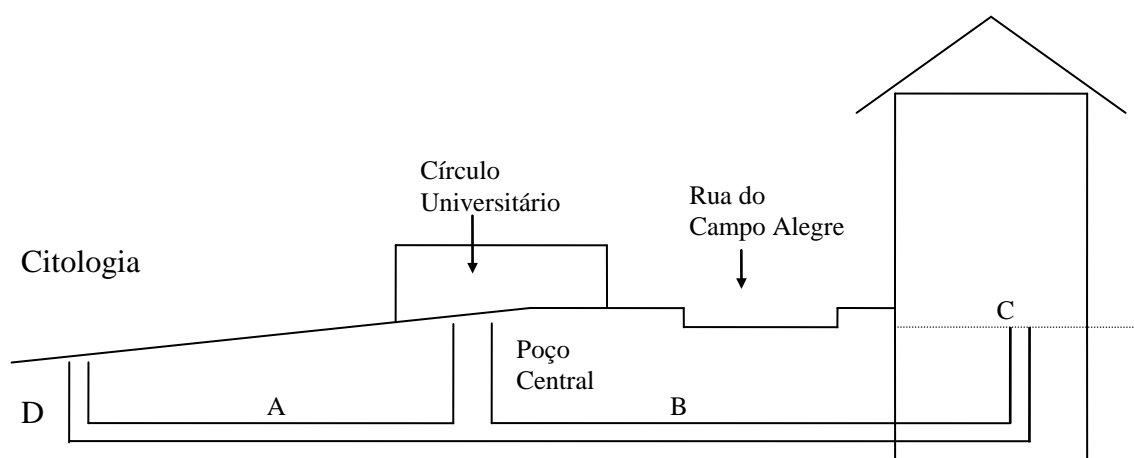 Círculo
Universitário
Rua do
Campo Alegre
Citologia
C
Poço
Central
D
A
B